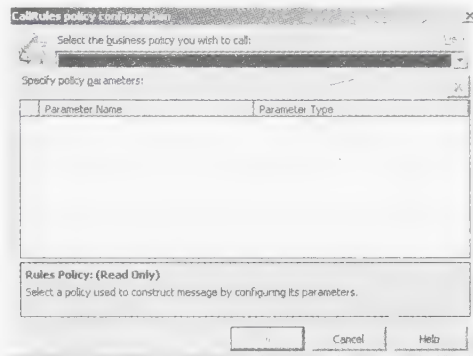 CallRules policy configuration
Select the business policy you wish to call:
Specify policy parameters:
Parameter Name Parameter Type
Rules Policy: (Read Only)
Select a policy used to construct message by configuring its parameters.
Cancel Help